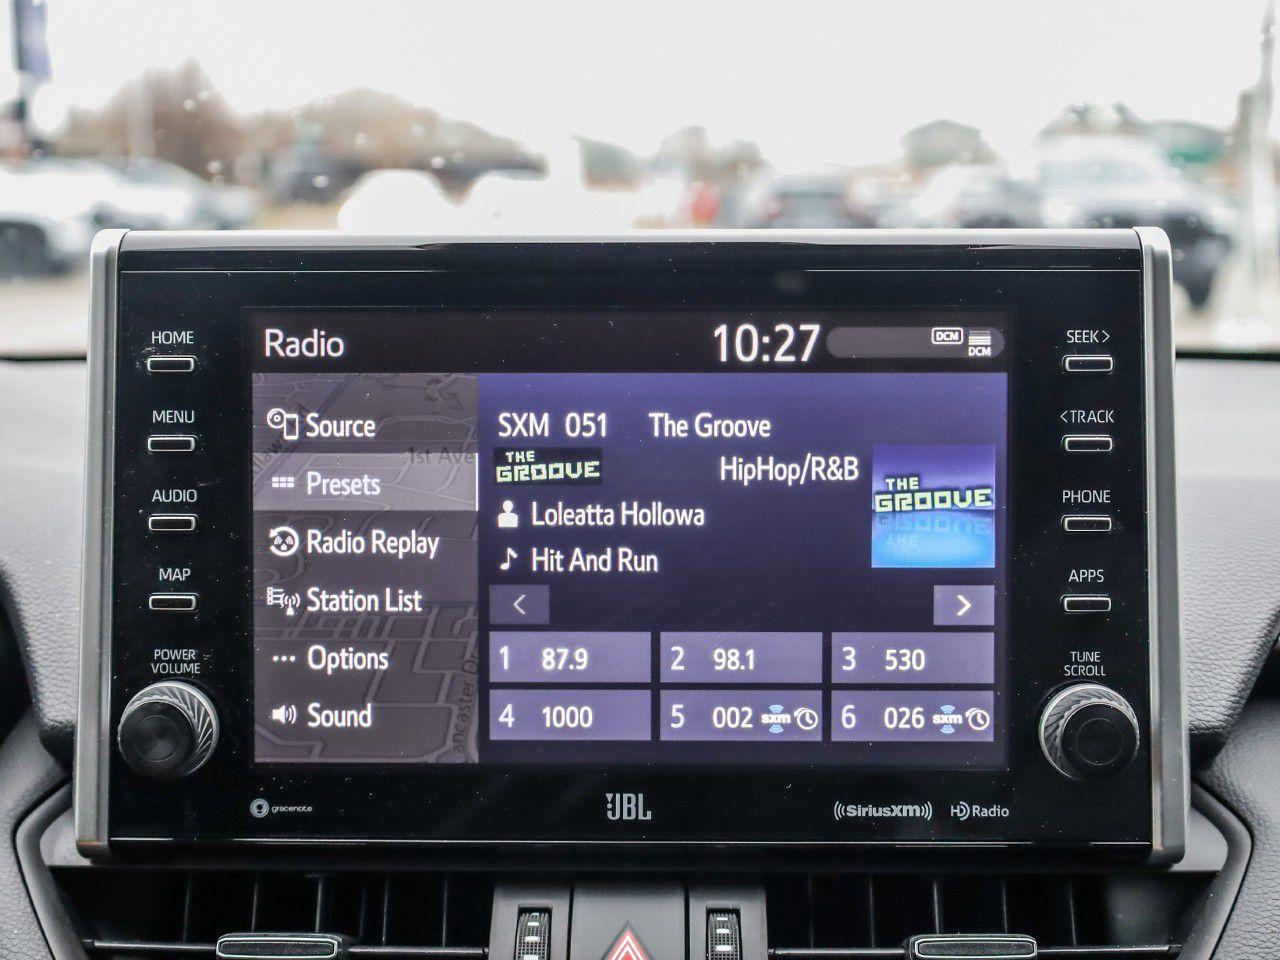 HOME
MENU
AUDIO
MAP
POWER
VOLUME
Radio
10:27
DCM
DCM
Source
1st Ave
Presets
Radio Replay
Station List
Options
Sound
SXM 051 The Groove
THE
GROOVE
HipHop/R&B
THE
GROOVE
Loleatta Hollowa
Hit And Run
<
>
1 87.9
2 98.1
3 530
4 1000
5 002 sxm
6 026 sxm
SEEK>
<TRACK
PHONE
APPS
TUNE
SCROLL
gracenote
JBL
((SiriusXM))
HD Radio